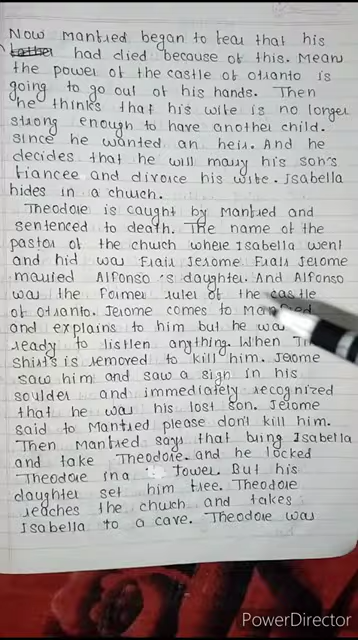 Now Manfred began to fear that his
father had died because of this. Mean
the power of the castle of otranto is
going to go out of his hands. Then
he thinks that his wife is no longer
strong enough to have another child.
since he wanted an heir. And he
decides that he will marry his son's
fiancee and divorce his wife. Isabella
hides in a church.
Theodore is caught by Manfred and
sentenced to death. The name of the
pastor of the church where Isabella went
and hid was Friair Jerome Friair Jerome
married Alfonso's daughter. And Alfonso
was the Former ruler of the castle
of otranto. Jerome comes to Manfred
and explains to him but he wa
ready to listlen anything. When
shirts is removed to kill him. Jerome
saw him and saw a sign in his
soulder and immediately recognized
that he was his lost son. Jerome
said to Manfred please don't kill him.
Then Manfred says that bring Isabella
and take Theodore. and he locked
Theodore in a Tower. But his
daughter set him free. Theodore
reaches the church and takes
Isabella to a cave. Theodore was
PowerDirector